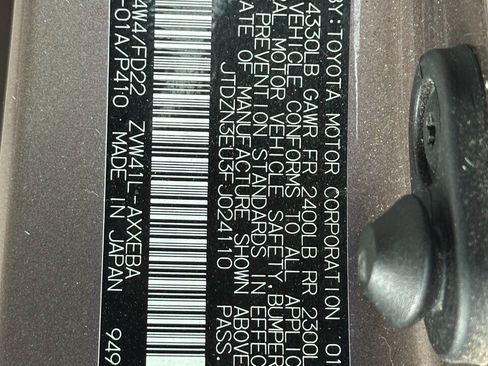 BY:TOYOTA MOTOR CORPORATION 01
4330LB GAWR FR 2400LB RR 2300L
VEHICLE CONFORMS TO ALL APPLIC
AL MOTOR VEHICLE SAFETY, BUMPER
PREVENTION STANDARDS IN EFFEC
ATE OF MANUFACTURE SHOWN ABOVE
JTDZN3EU3FJ024110 PASS.
4W4/FD22 ZVW41L-AXXEBA
-01A/P410 MADE IN JAPAN 949